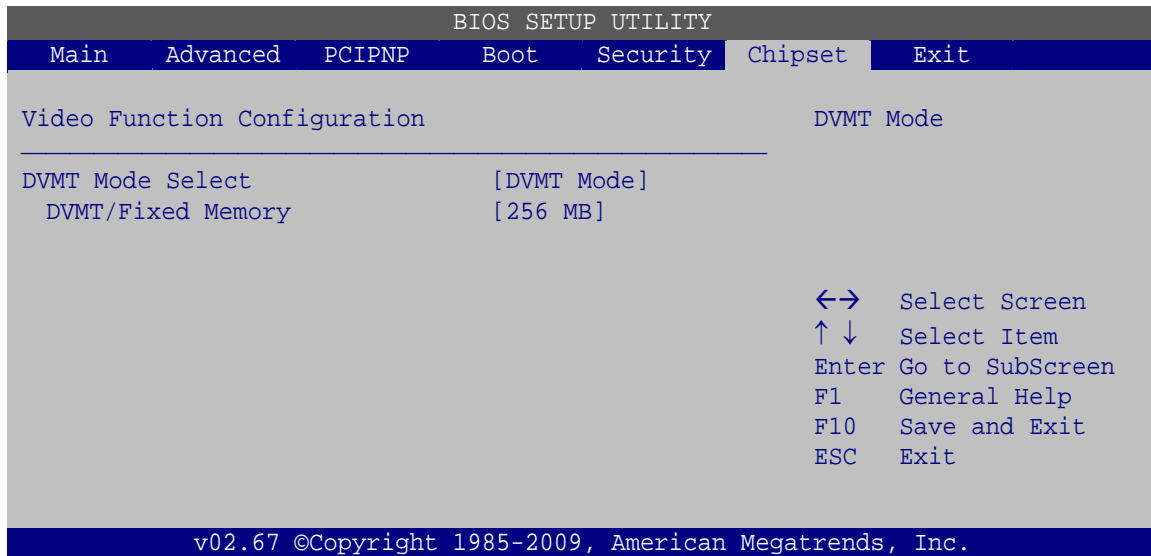 BIOS SETUP UTILITY
Main Advanced PCIPNP Boot Security Chipset Exit
Video Function Configuration
DVMT Mode Select [DVMT Mode]
DVMT/Fixed Memory [256 MB]
DVMT Mode
←→ Select Screen
↑ ↓ Select Item
Enter Go to SubScreen
F1 General Help
F10 Save and Exit
ESC Exit
v02.67 ©Copyright 1985-2009, American Megatrends, Inc.